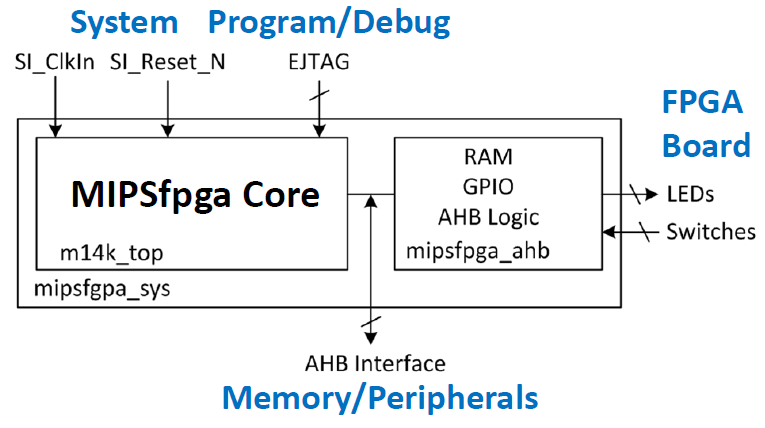 System Program/Debug
SI_ClkIn SI_Reset_N EJTAG
FPGA
Board
MIPSfpga Core
m14k_top
mipsfgpa_sys
RAM
GPIO
AHB Logic
mipsfpga_ahb
LEDs
Switches
AHB Interface
Memory/Peripherals